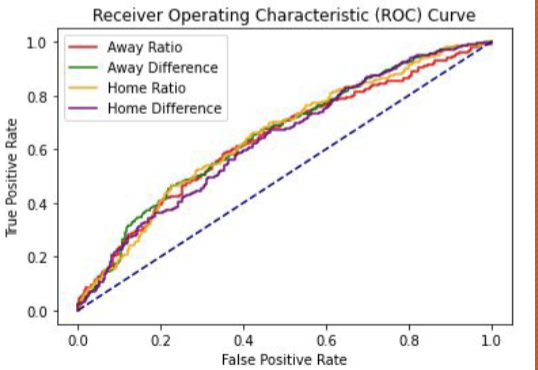 Receiver Operating Characteristic (ROC) Curve
Away Ratio
Away Difference
Home Ratio
Home Difference
True Positive Rate
1.0
0.8
0.6
0.4
0.2
0.0
0.0 0.2 0.4 0.6 0.8 1.0
False Positive Rate